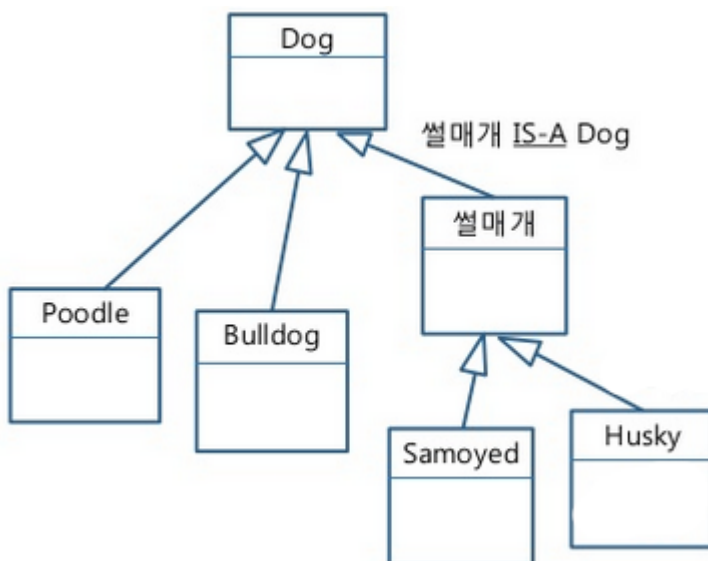 Dog
썰매개 IS-A Dog
썰매개
Poodle
Bulldog
Samoyed
Husky